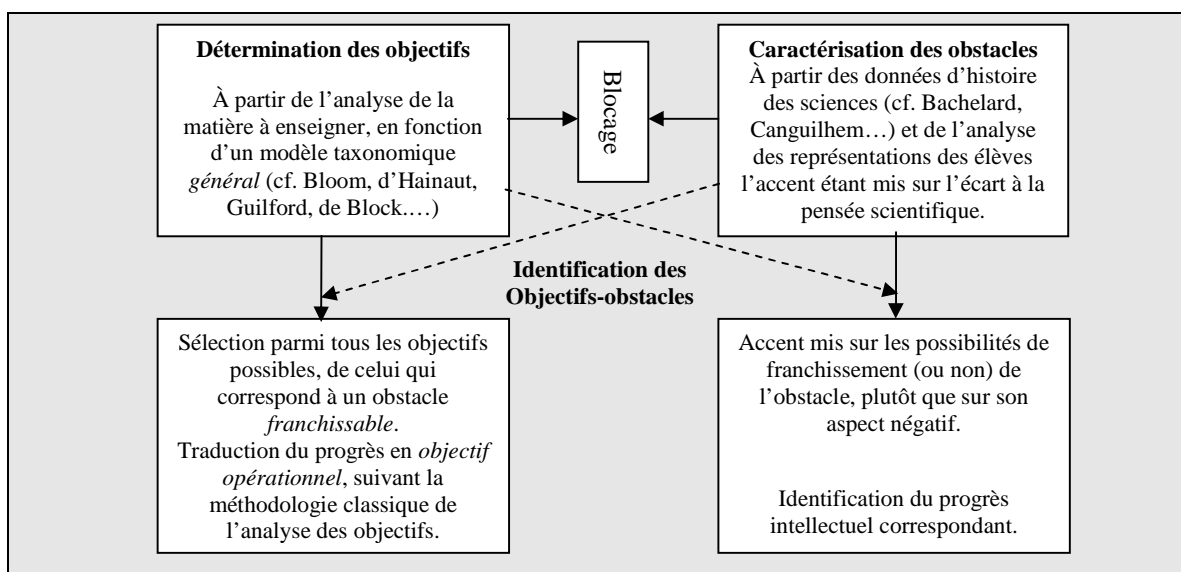 Détermination des objectifs
À partir de l’analyse de la
matière à enseigner, en fonction
d’un modèle taxonomique
général (cf. Bloom, d’Hainaut,
Guilford, de Block.…)
Blocage
Caractérisation des obstacles
À partir des données d’histoire
des sciences (cf. Bachelard,
Canguilhem…) et de l’analyse
des représentations des élèves
l’accent étant mis sur l’écart à la
pensée scientifique.
Identification des
Objectifs-obstacles
Sélection parmi tous les objectifs
possibles, de celui qui
correspond à un obstacle
franchissable.
Traduction du progrès en objectif
opérationnel, suivant la
méthodologie classique de
l’analyse des objectifs.
Accent mis sur les possibilités de
franchissement (ou non) de
l’obstacle, plutôt que sur son
aspect négatif.
Identification du progrès
intellectuel correspondant.